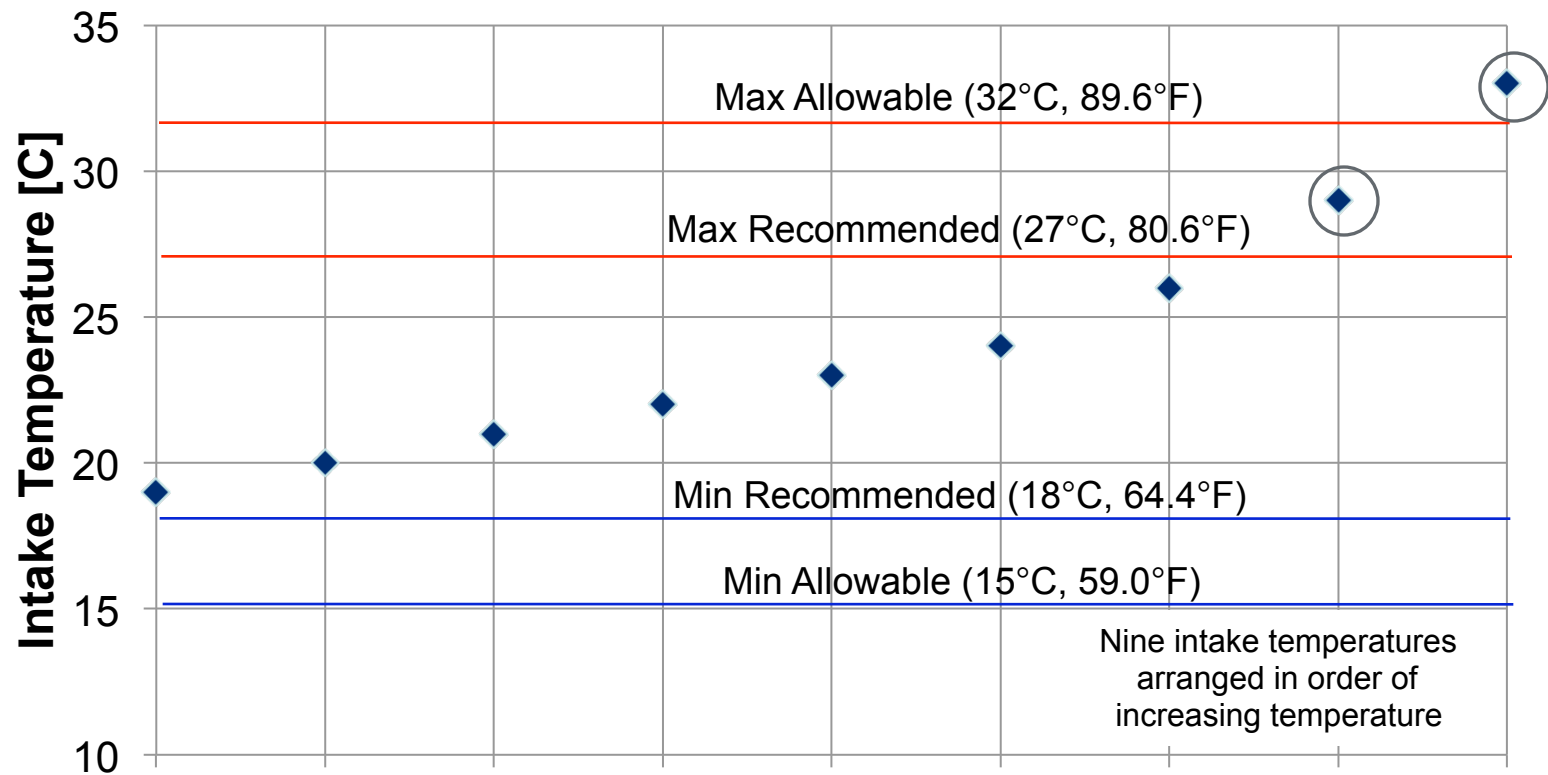 35
Max Allowable (32°C, 89.6°F)
30
Max Recommended (27°C, 80.6°F)
25
Intake Temperature [C]
20
Min Recommended (18°C, 64.4°F)
Min Allowable (15°C, 59.0°F)
15
Nine intake temperatures
arranged in order of
increasing temperature
10